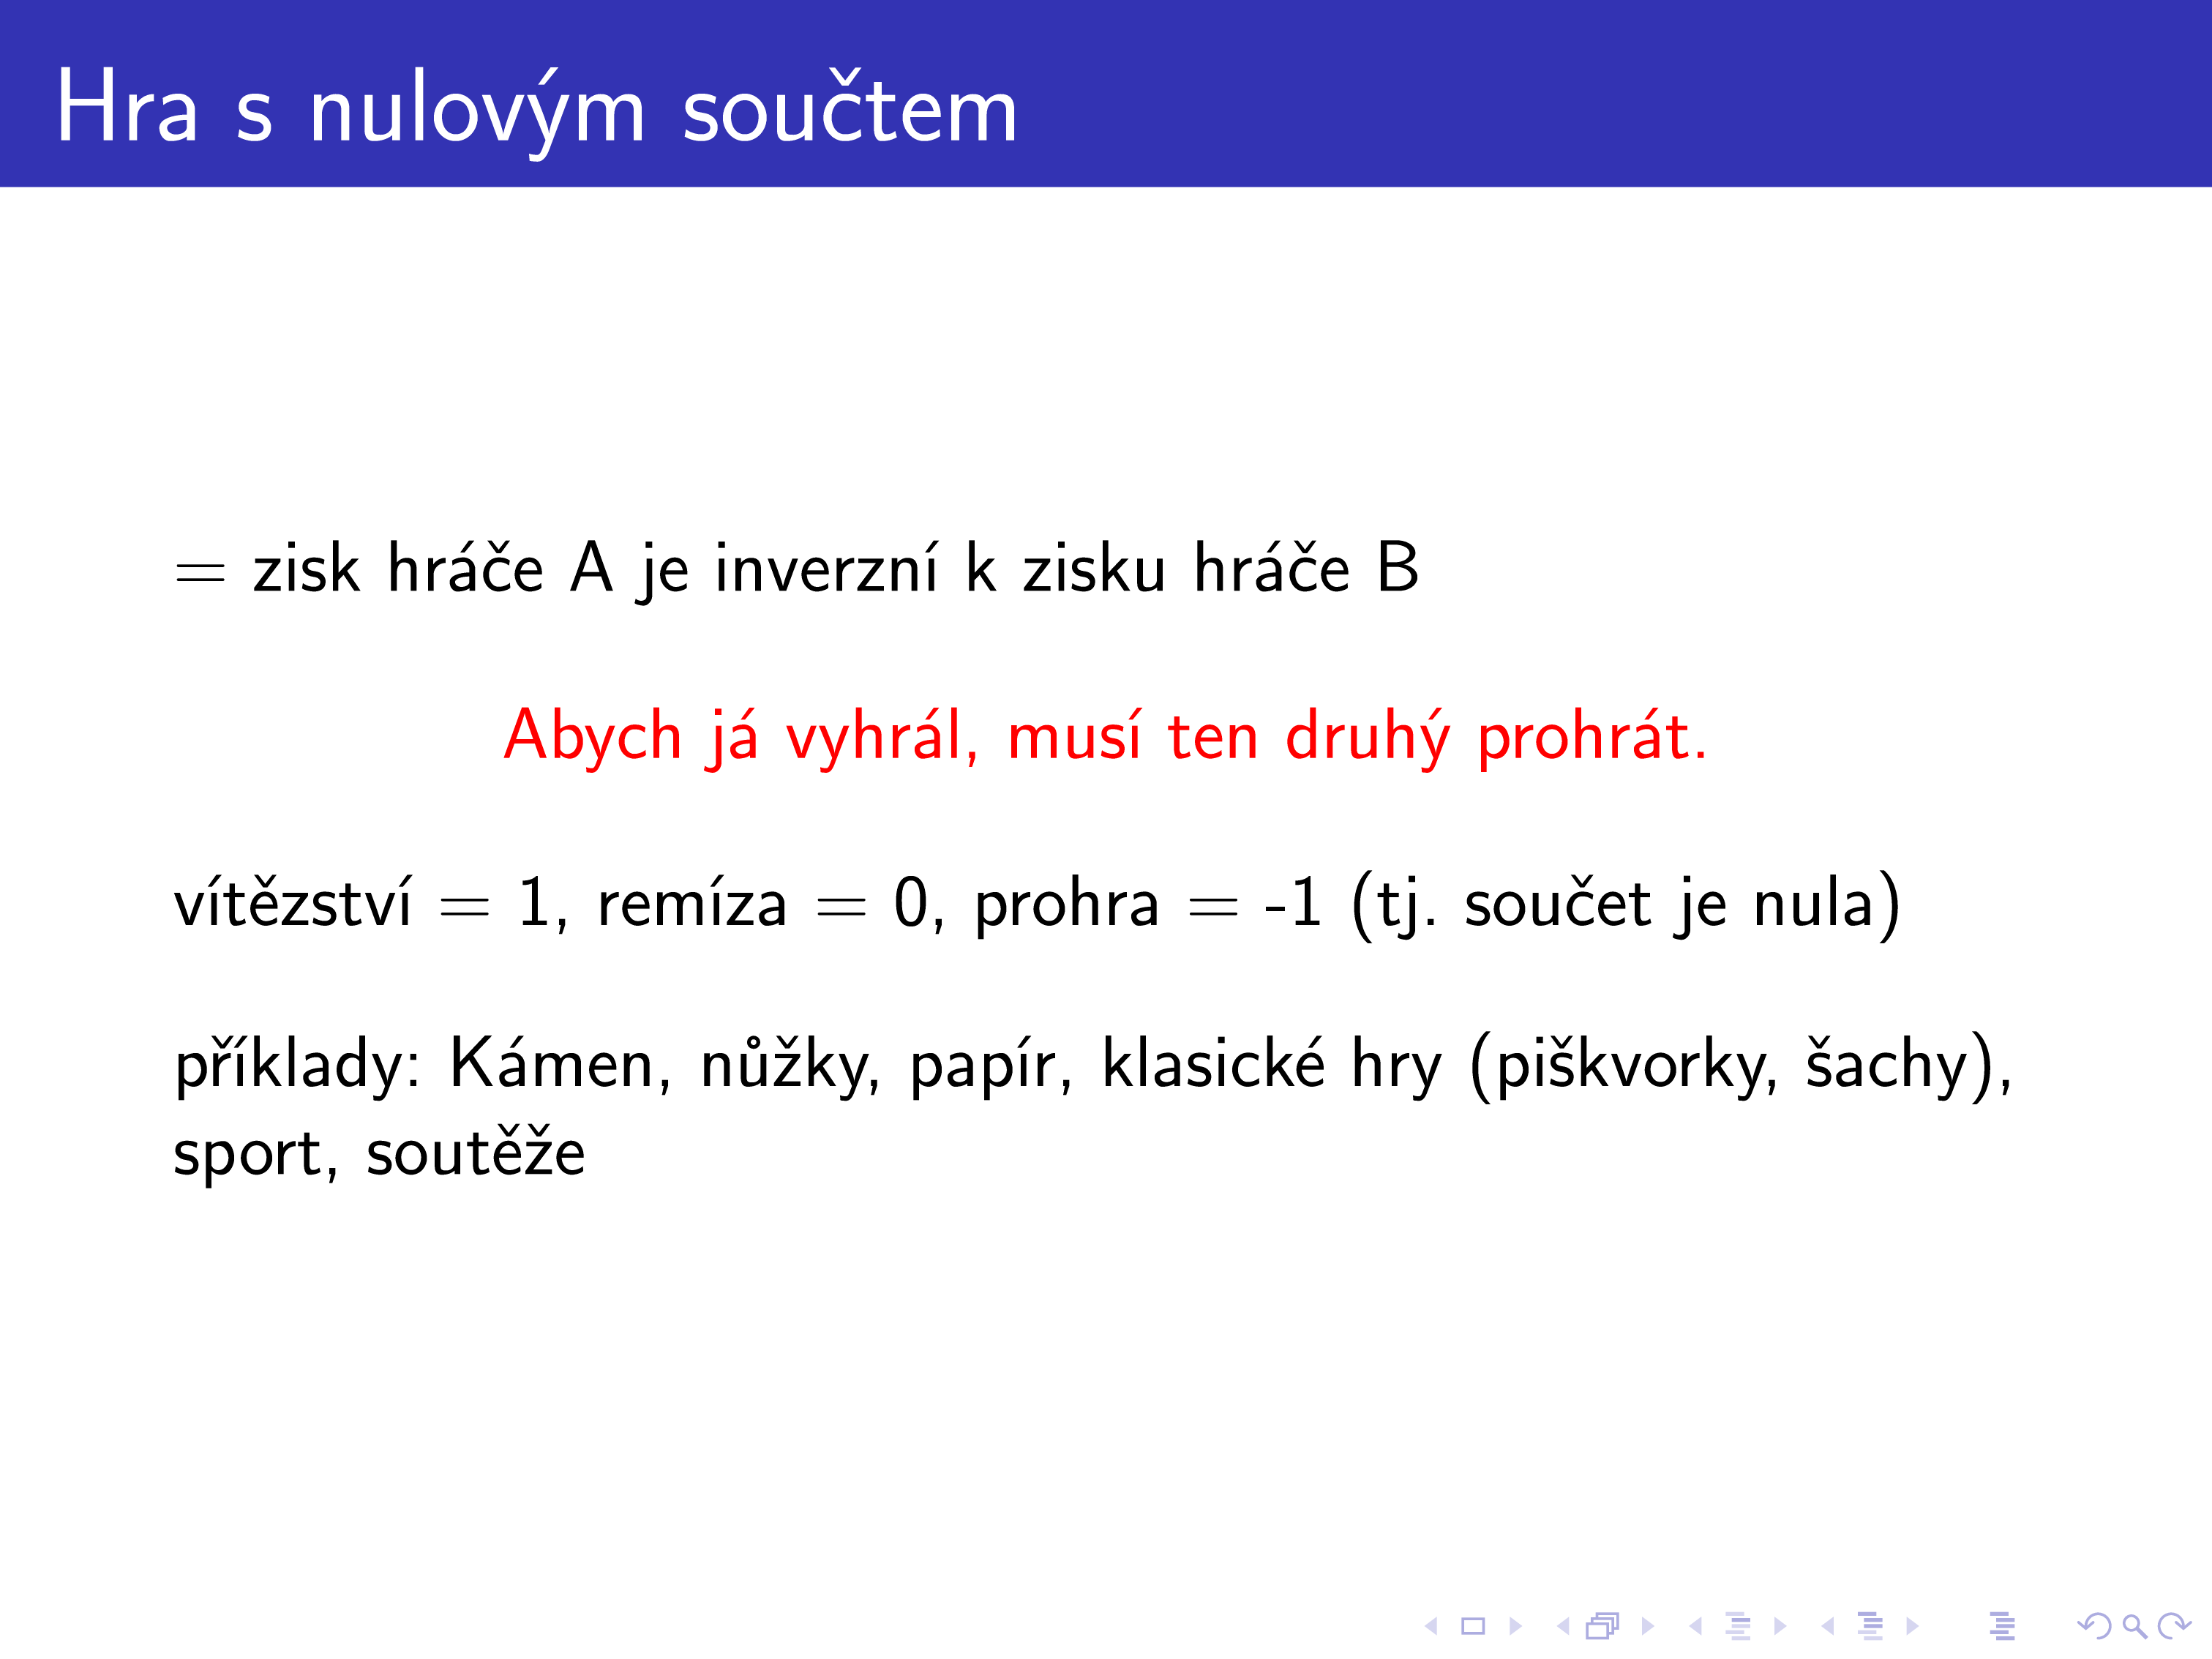 Hra s nulovým součtem
= zisk hráče A je inverzní k zisku hráče B
Abych já vyhrál, musí ten druhý prohrát.
vítězství = 1, remíza = 0, prohra = -1 (tj. součet je nula)
příklady: Kámen, nůžky, papír, klasické hry (piškvorky, šachy),
sport, soutěže